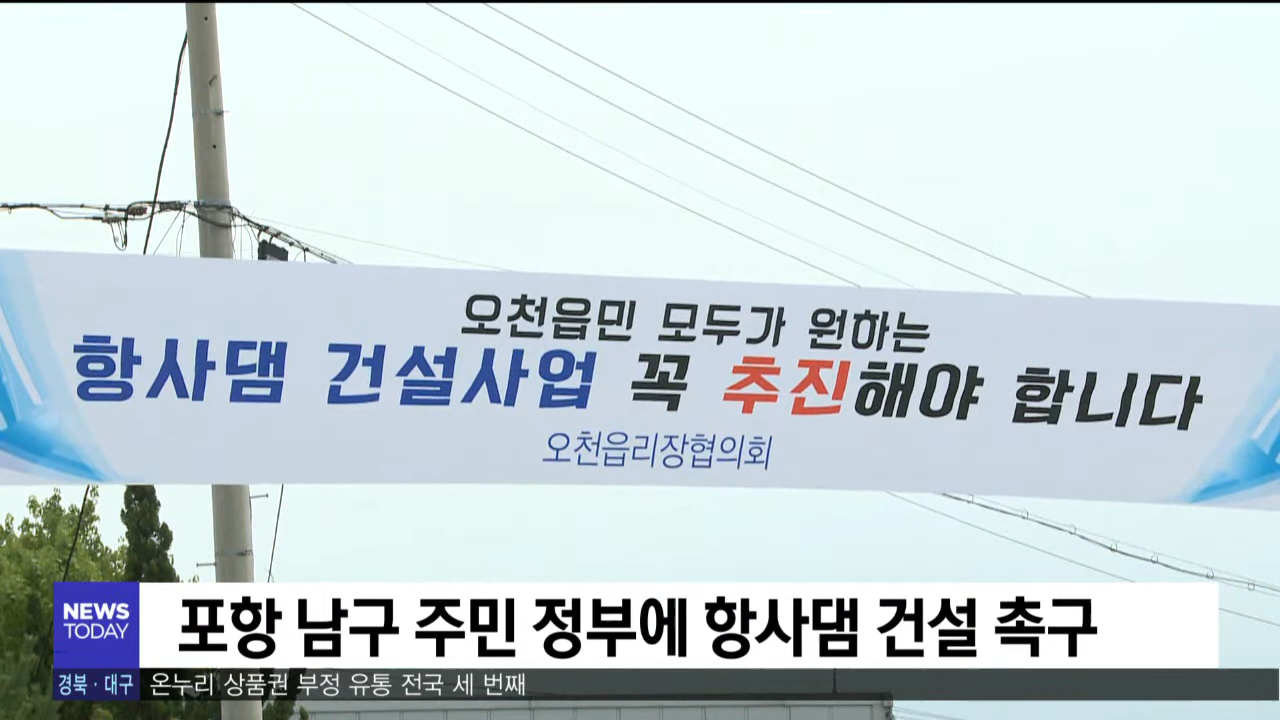 오천읍민 모두가 원하는
항사댐 건설사업 꼭 추진해야 합니다
오천읍리장협의회
NEWS
TODAY
포항 남구 주민 정부에 항사댐 건설 촉구
경북·대구
온누리 상품권 부정 유통 전국 세 번째